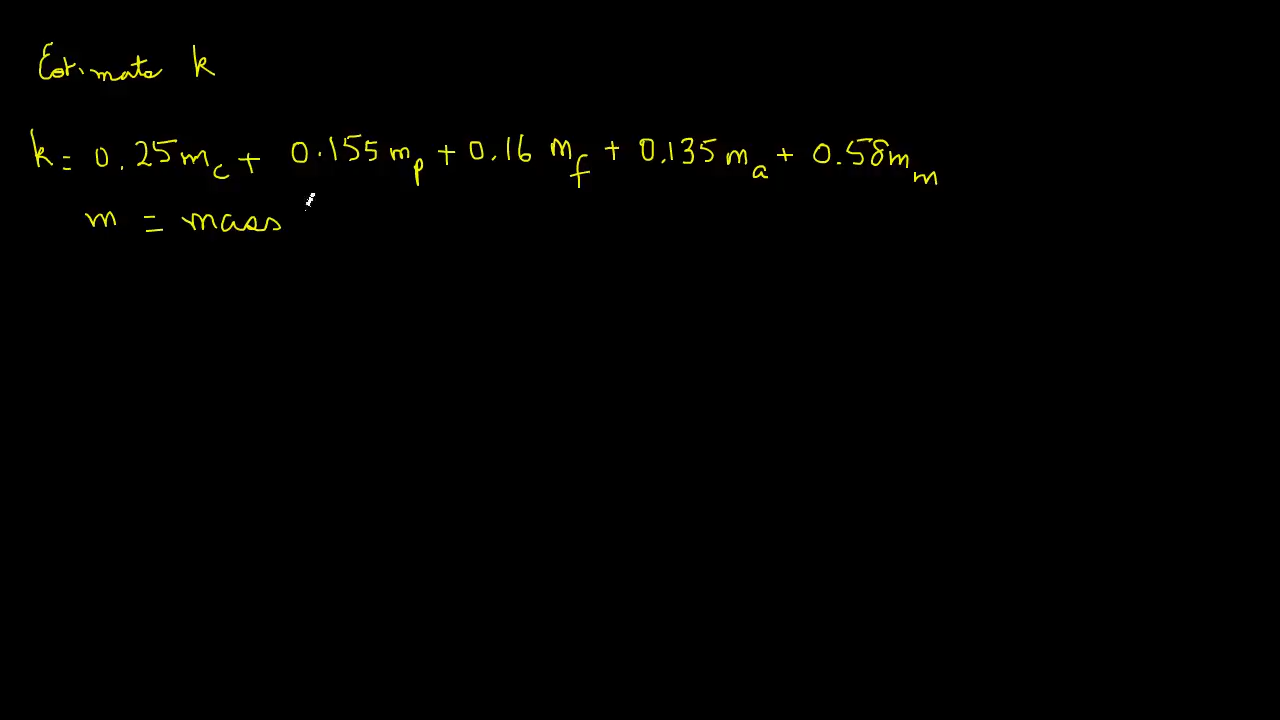 Estimate k
k = 0.25 m_c + 0.155 m_p + 0.16 m_f + 0.135 m_a + 0.58 m_m
m = mass